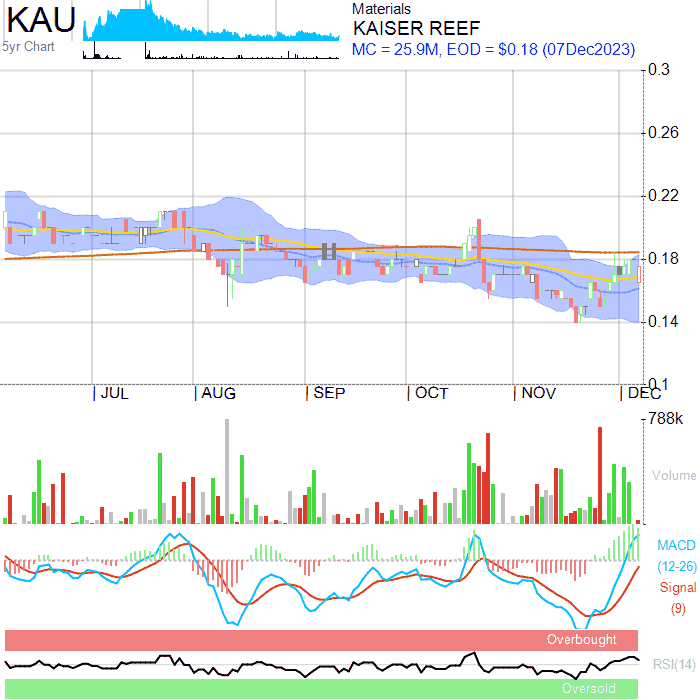 KAU
5yr Chart
Materials
KAISER REEF
MC = 25.9M, EOD = $0.18 (07Dec2023)
0.3
0.26
0.22
0.18
0.14
0.1
JUL
AUG
SEP
OCT
NOV
DEC
788k
Volume
MACD
(12-26)
Signal
(9)
Overbought
RSI(14)
Oversold